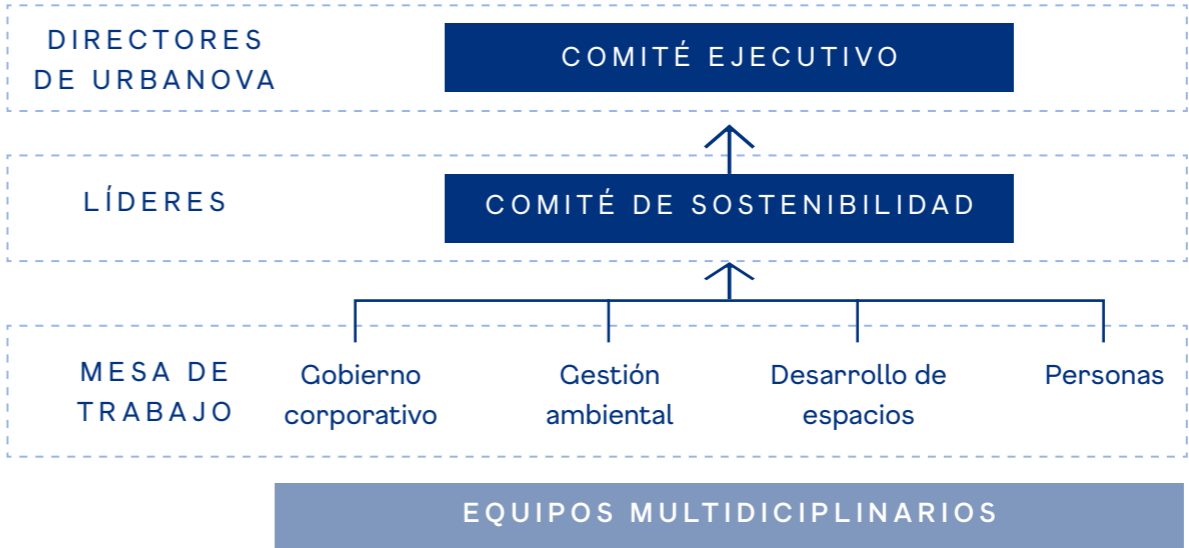 DIRECTORES
DE URBANOVA
COMITÉ EJECUTIVO
LÍDERES
COMITÉ DE SOSTENIBILIDAD
MESA DE
TRABAJO
Gobierno
corporativo
Gestión
ambiental
Desarrollo de
espacios
Personas
EQUIPOS MULTIDICIPLINARIOS